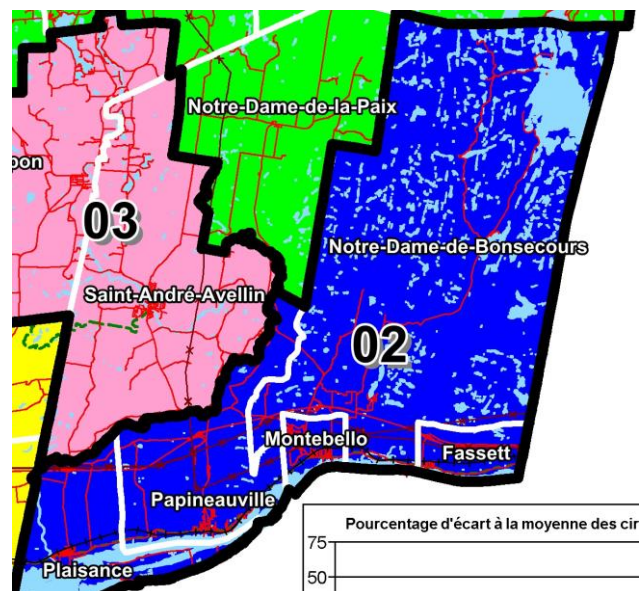 Notre-Dame-de-la-Paix
pon
03
Notre-Dame-de-Bonsecours
Saint-André-Avellin
02
Montebello
Fassett
Papineauville
Plaisance
Pourcentage d'écart à la moyenne des cir
75
50